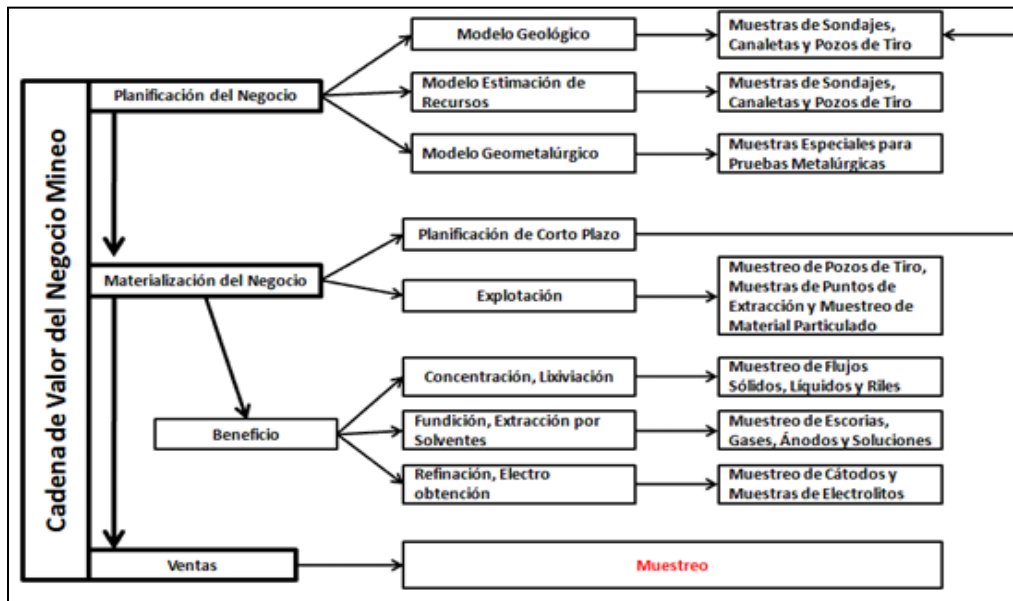 Cadena de Valor del Negocio Mineo
Planificación del Negocio
Modelo Geológico
Muestras de Sondajes,
Canaletas y Pozos de Tiro
Modelo Estimación de
Recursos
Muestras de Sondajes,
Canaletas y Pozos de Tiro
Modelo Geometalúrgico
Muestras Especiales para
Pruebas Metalúrgicas
Materialización del Negocio
Planificación de Corto Plazo
Explotación
Muestreo de Pozos de Tiro,
Muestras de Puntos de
Extracción y Muestreo de
Material Particulado
Beneficio
Concentración, Lixiviación
Muestreo de Flujos
Sólidos, Líquidos y Riles
Fundición, Extracción por
Solventes
Muestreo de Escorias,
Gases, Ánodos y Soluciones
Refinación, Electro
obtención
Muestreo de Cátodos y
Muestras de Electrolitos
Ventas
Muestreo